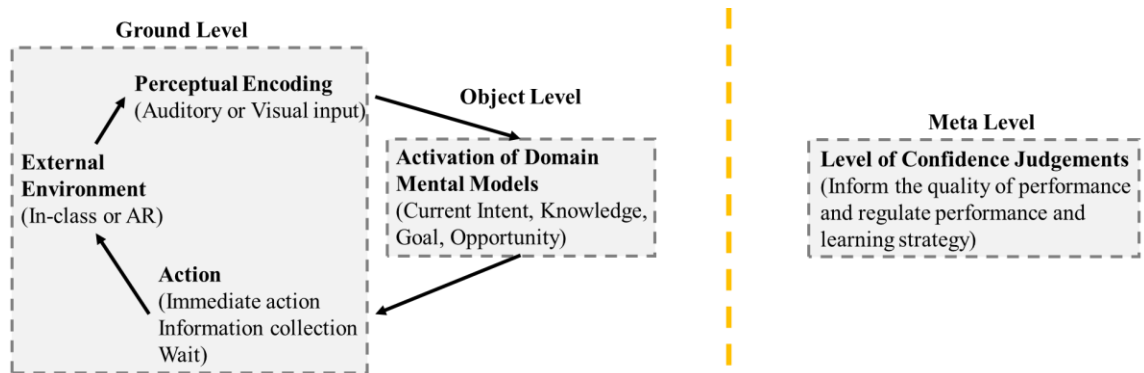 Ground Level
Perceptual Encoding
(Auditory or Visual input)
External
Environment
(In-class or AR)
Action
(Immediate action
Information collection
Wait)
Object Level
Activation of Domain
Mental Models
(Current Intent, Knowledge,
Goal, Opportunity)
Meta Level
Level of Confidence Judgements
(Inform the quality of performance
and regulate performance and
learning strategy)